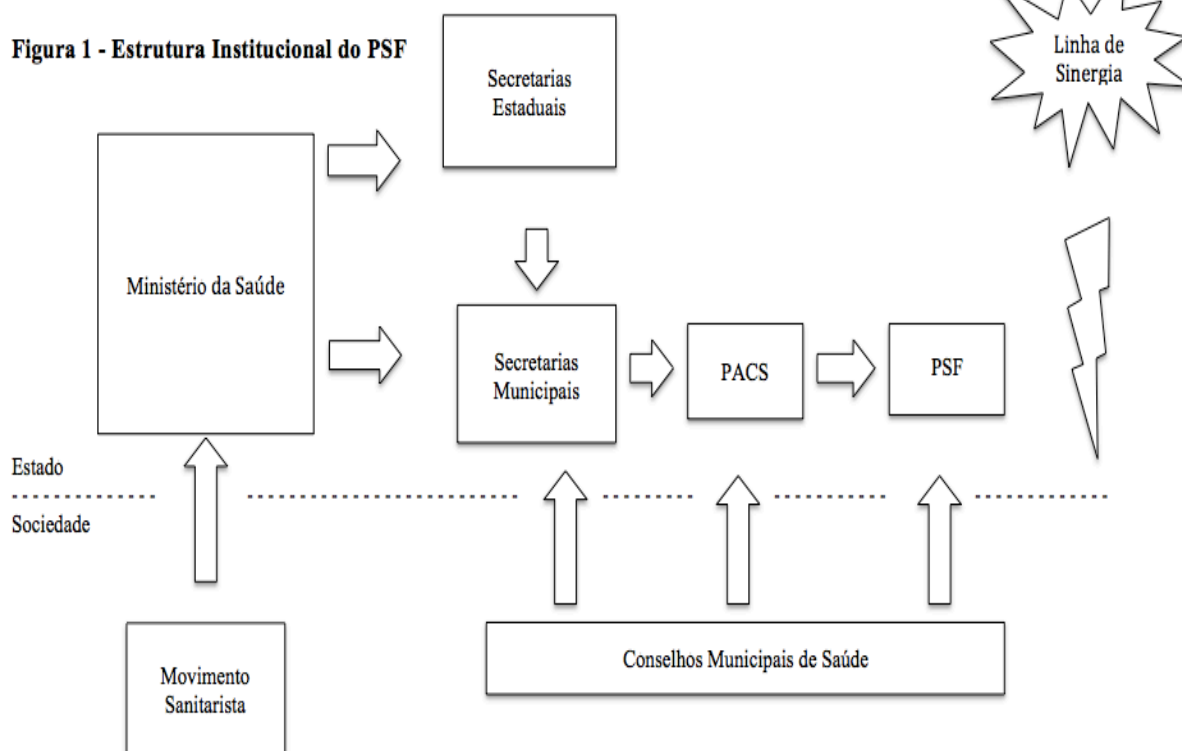 Figura 1 - Estrutura Institucional do PSF
Secretarias
Estaduais
Linha de
Sinergia
Ministério da Saúde
Secretarias
Municipais
PACS
PSF
Estado
Sociedade
Conselhos Municipais de Saúde
Movimento
Sanitarista